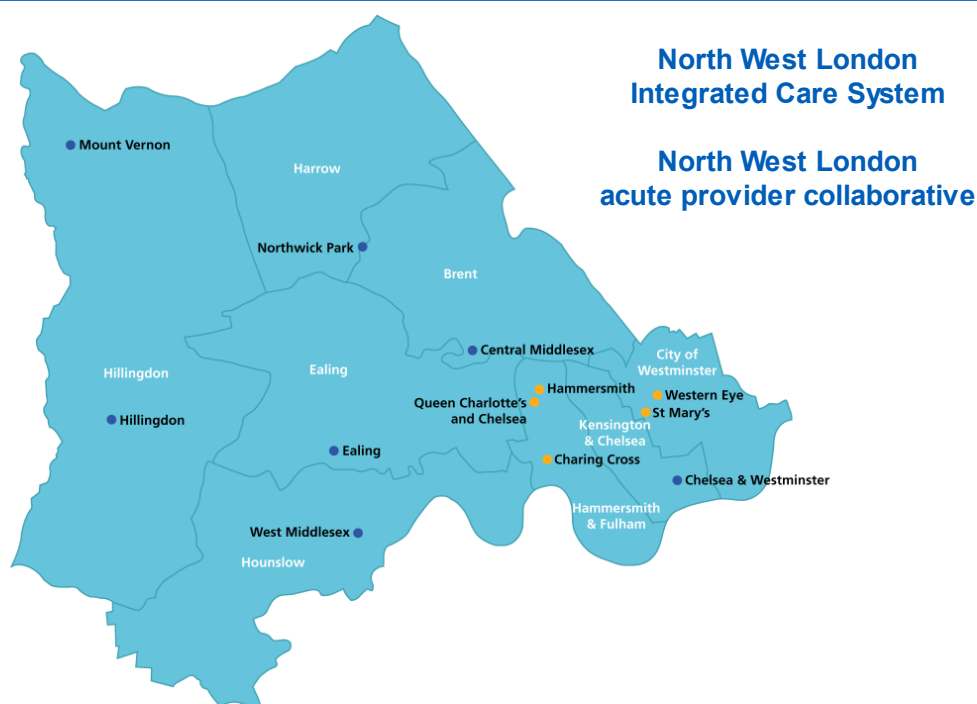 North West London
Integrated Care System
North West London
acute provider collaborative
Mount Vernon
Harrow
Northwick Park
Brent
Central Middlesex
City of
Westminster
Hillingdon
Ealing
Hammersmith
Western Eye
Queen Charlotte's
and Chelsea
St Mary's
Hillingdon
Kensington
& Chelsea
Ealing
Charing Cross
Chelsea & Westminster
Hammersmith
& Fulham
West Middlesex
Hounslow